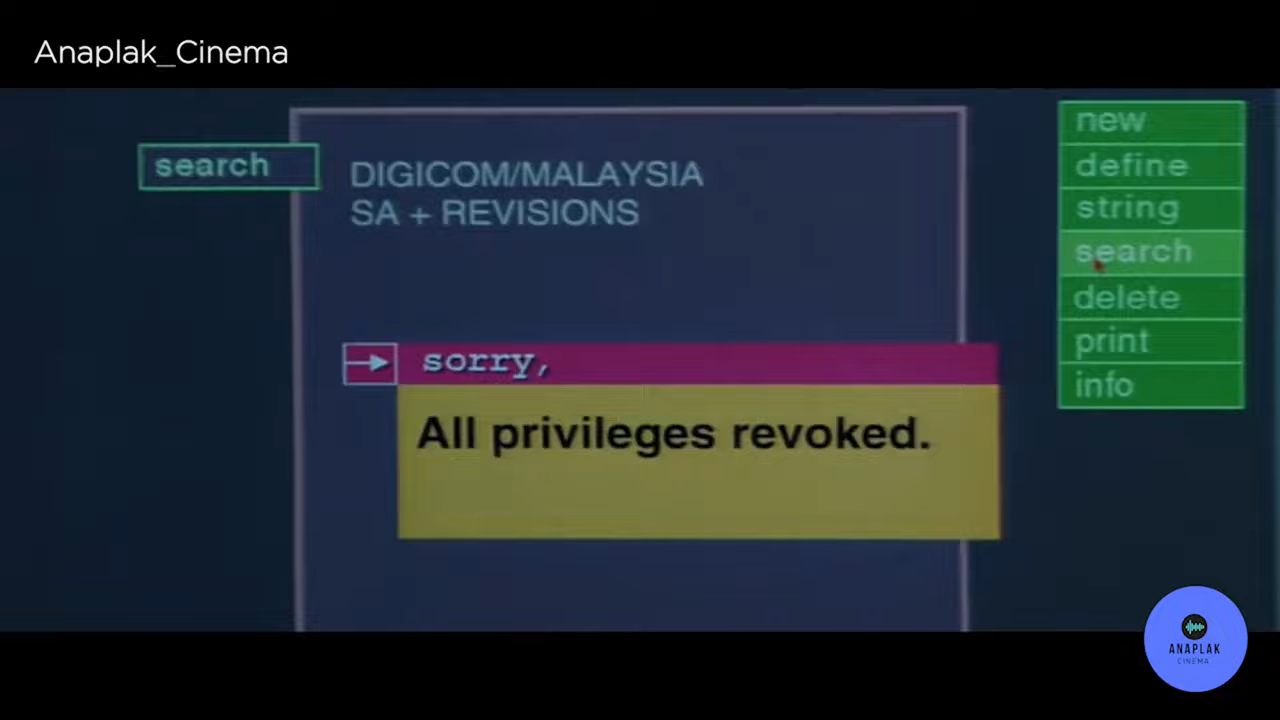 Anaplak_Cinema
search
DIGICOM/MALAYSIA
SA + REVISIONS
sorry,
All privileges revoked.
new
define
string
search
delete
print
info
ANAPLAK
CINEMA